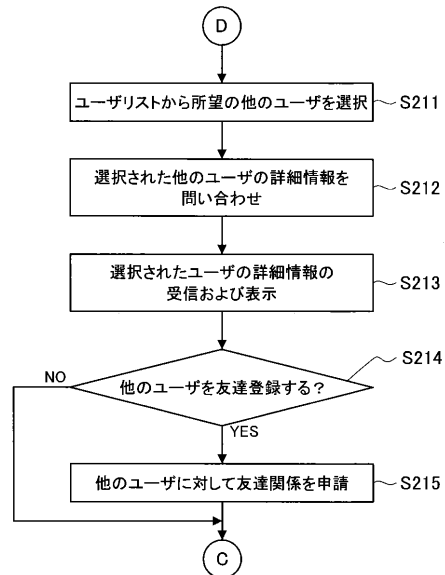 D
ユーザリストから所望の他のユーザを選択
S211
選択された他のユーザの詳細情報を
問い合わせ
S212
選択されたユーザの詳細情報の
受信および表示
S213
S214
NO
他のユーザを友達登録する?
YES
他のユーザに対して友達関係を申請
S215
C